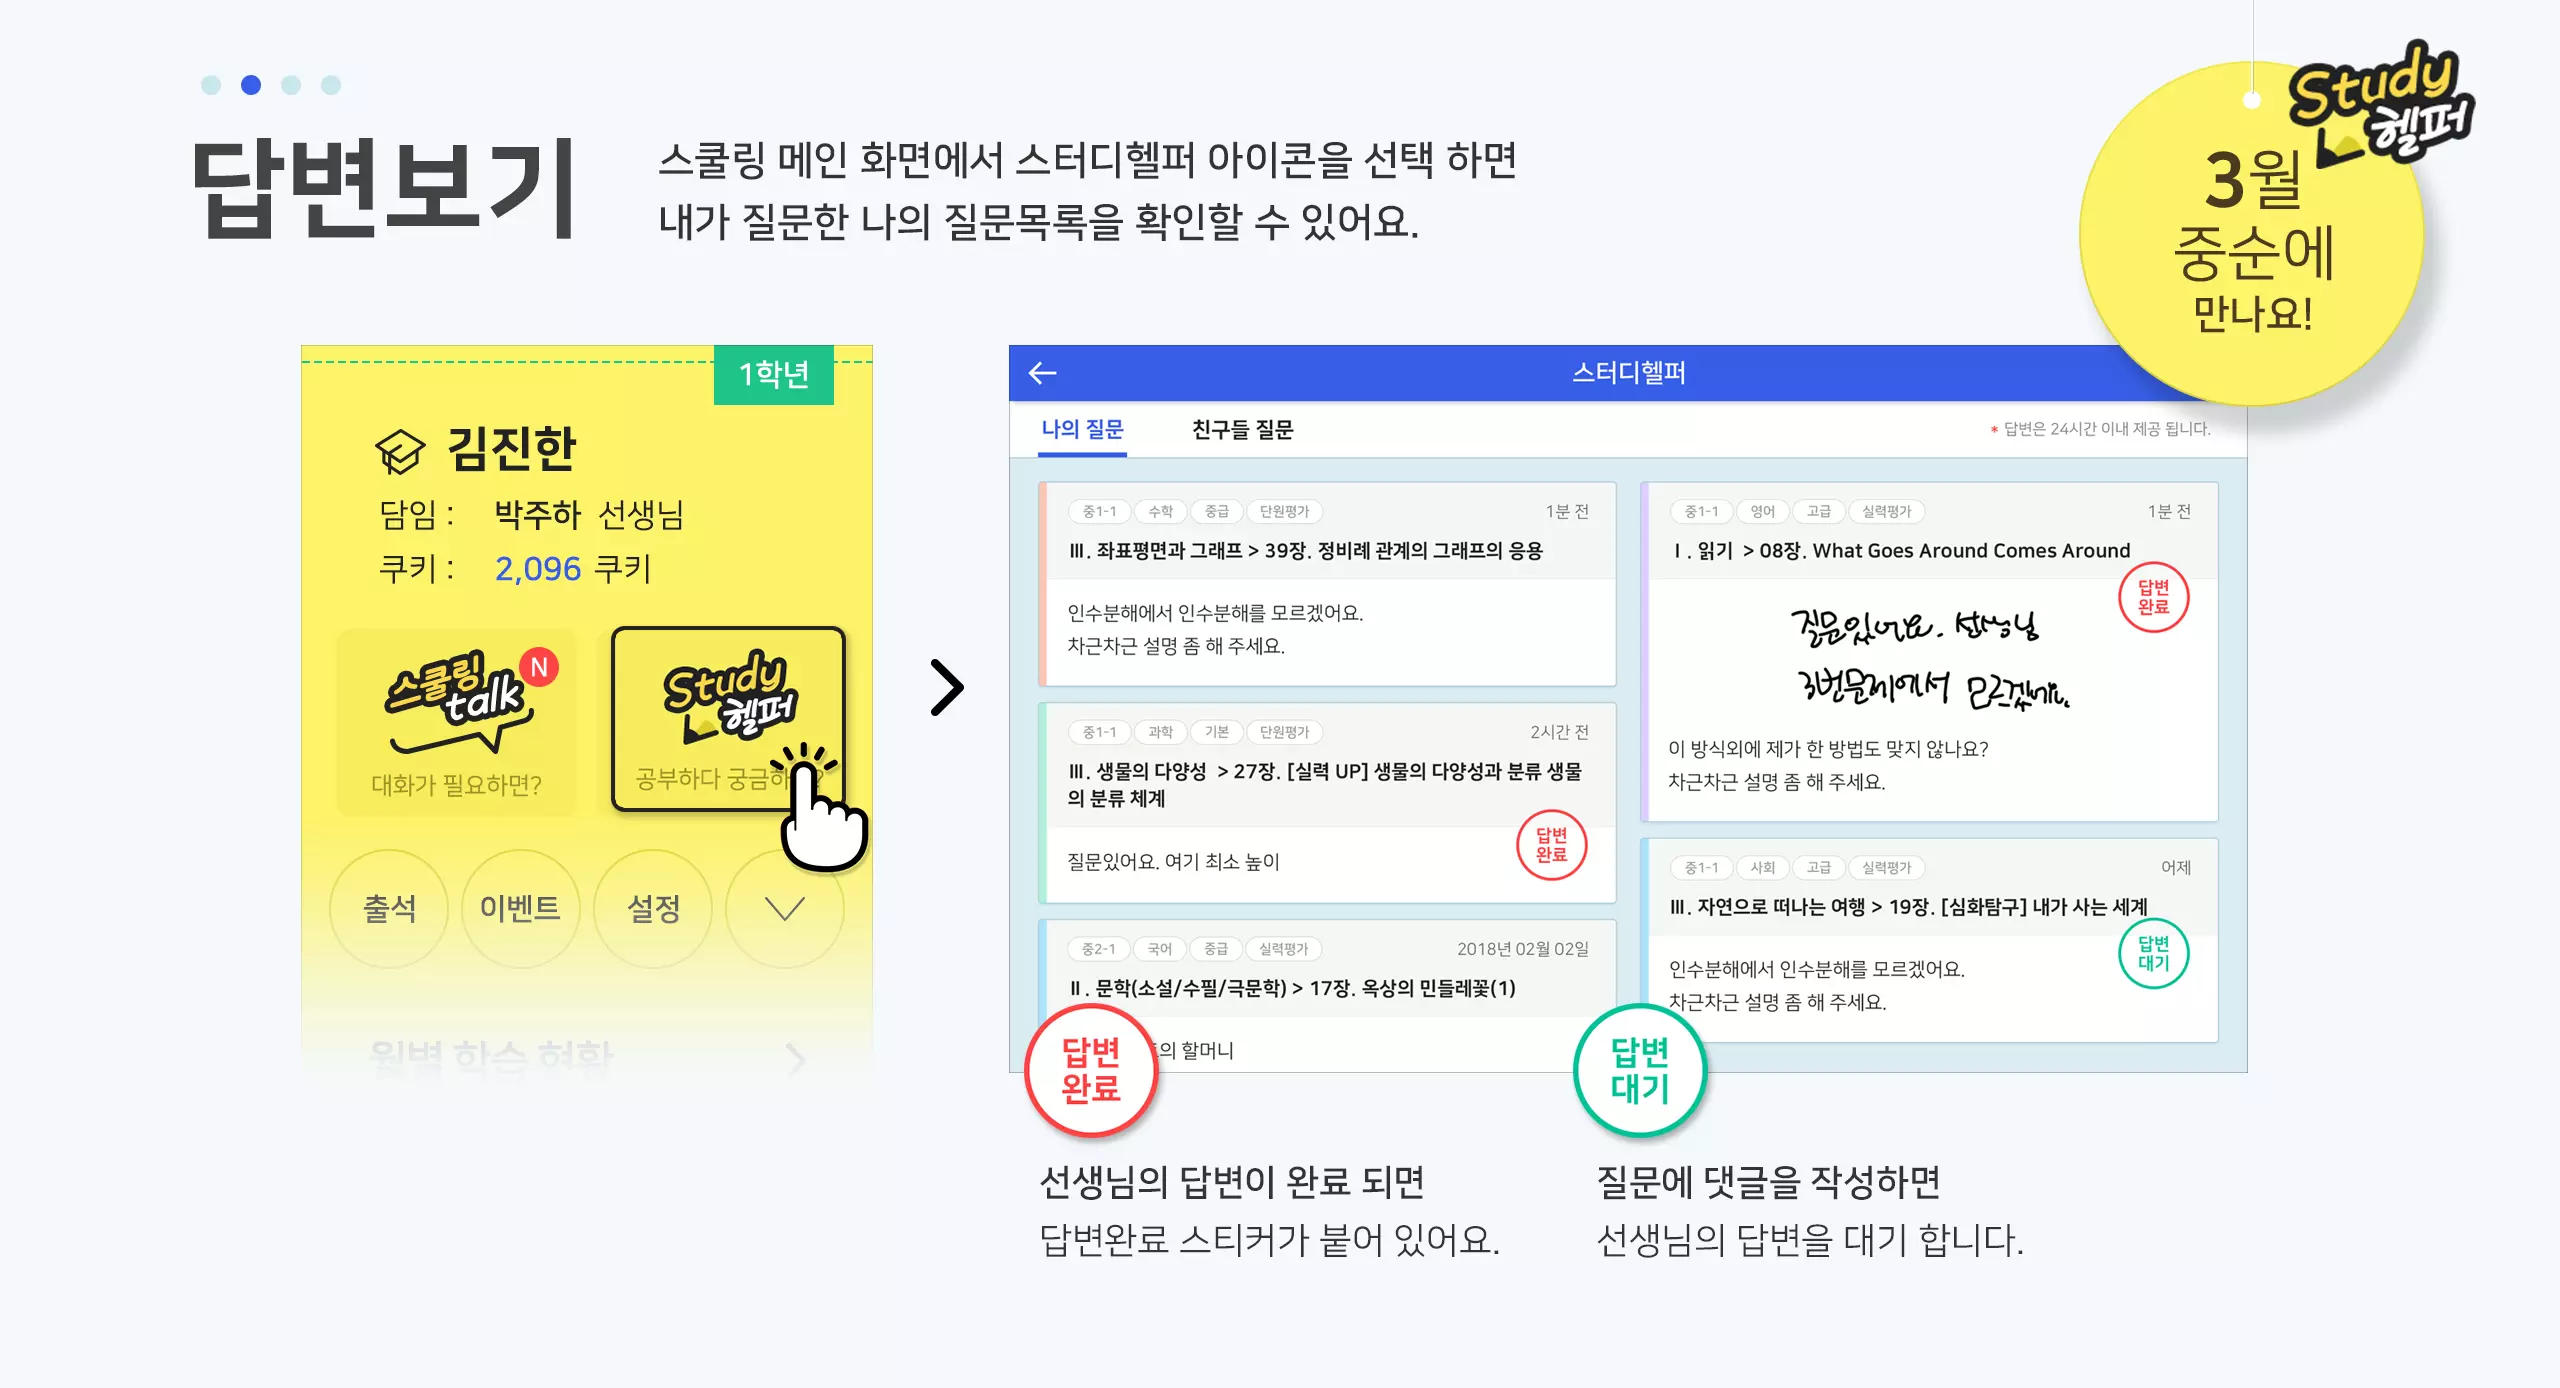 답변보기
스쿨링 메인 화면에서 스터디헬퍼 아이콘을 선택 하면
내가 질문한 나의 질문목록을 확인할 수 있어요.
Study
헬퍼
3월
중순에
만나요!
1학년
김진한
담임 : 박주하 선생님
쿠키 : 2,096 쿠키
스쿨링
talk
N
대화가 필요하면?
Study
헬퍼
공부하다 궁금하
출석
이벤트
설정
월별 학습 현황
스터디헬퍼
나의 질문
친구들 질문
* 답변은 24시간 이내 제공 됩니다.
중1-1 수학 중급 단원평가 1분 전
Ⅲ. 좌표평면과 그래프 > 39장. 정비례 관계의 그래프의 응용
인수분해에서 인수분해를 모르겠어요.
차근차근 설명 좀 해 주세요.
중1-1 과학 기본 단원평가 2시간 전
Ⅲ. 생물의 다양성 > 27장. [실력 UP] 생물의 다양성과 분류 생물
의 분류 체계
답변
완료
질문있어요. 여기 최소 높이
중2-1 국어 중급 실력평가 2018년 02월 02일
Ⅱ. 문학(소설/수필/극문학) > 17장. 옥상의 민들레꽃(1)
의 할머니
중1-1 영어 고급 실력평가 1분 전
Ⅰ. 읽기 > 08장. What Goes Around Comes Around
답변
완료
질문있어요. 선생님
3번문제에서 모르겠어요.
이 방식외에 제가 한 방법도 맞지 않나요?
차근차근 설명 좀 해 주세요.
중1-1 사회 고급 실력평가 어제
Ⅲ. 자연으로 떠나는 여행 > 19장. [심화탐구] 내가 사는 세계
답변
대기
인수분해에서 인수분해를 모르겠어요.
차근차근 설명 좀 해 주세요.
답변
완료
선생님의 답변이 완료 되면
답변완료 스티커가 붙어 있어요.
답변
대기
질문에 댓글을 작성하면
선생님의 답변을 대기 합니다.